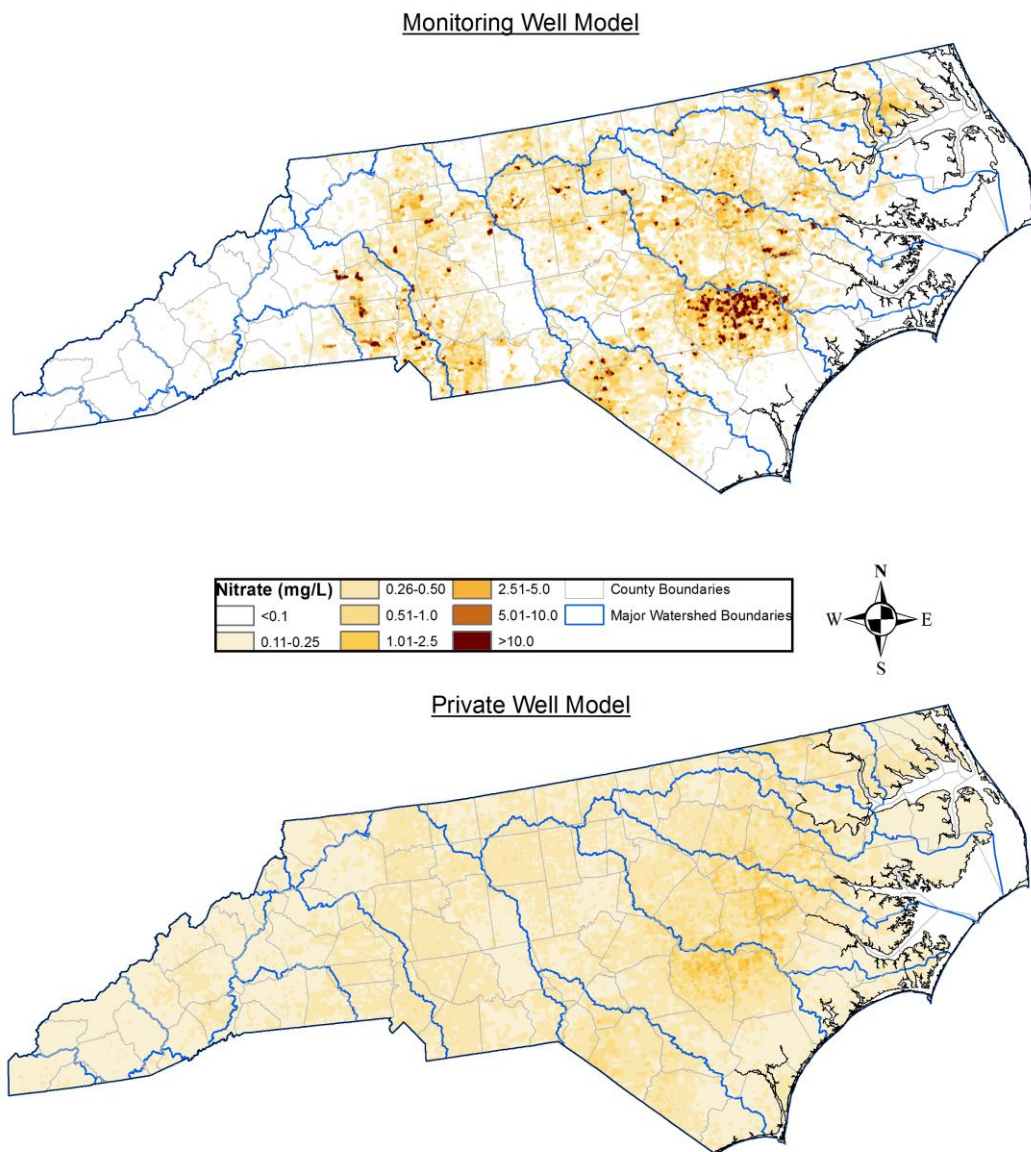 Monitoring Well Model
Nitrate (mg/L)
<0.1
0.11-0.25
0.26-0.50
0.51-1.0
1.01-2.5
2.51-5.0
5.01-10.0
>10.0
County Boundaries
Major Watershed Boundaries
N
W E
S
Private Well Model